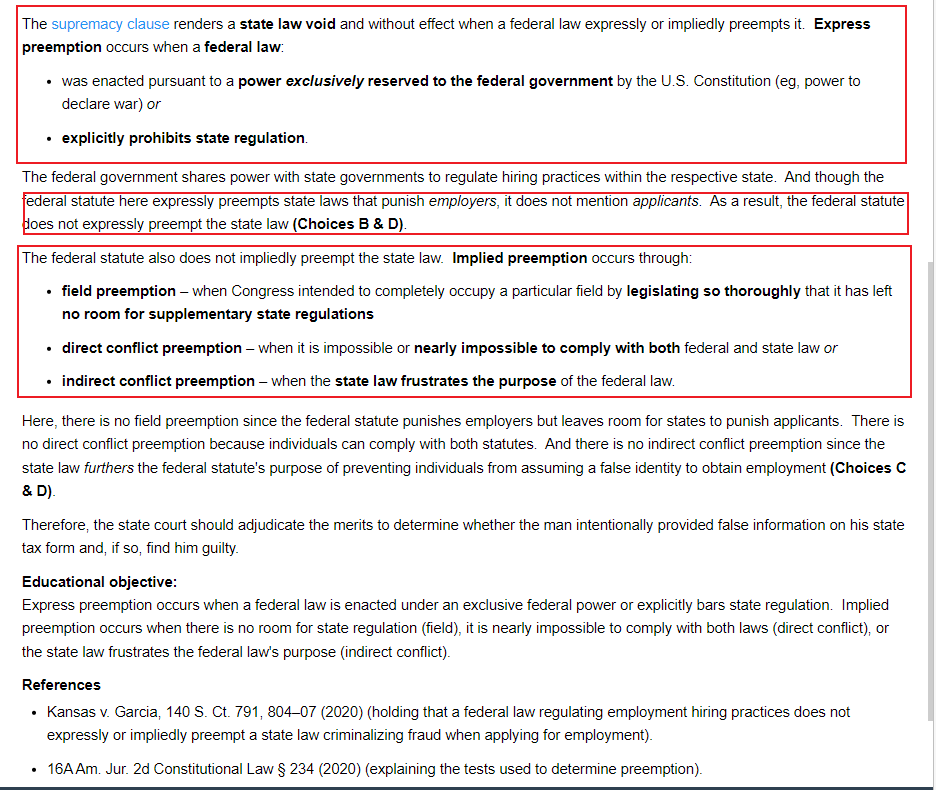 The supremacy clause renders a state law void and without effect when a federal law expressly or impliedly preempts it. Express
preemption occurs when a federal law:
• was enacted pursuant to a power exclusively reserved to the federal government by the U.S. Constitution (eg, power to
declare war) or
• explicitly prohibits state regulation.
The federal government shares power with state governments to regulate hiring practices within the respective state. And though the
federal statute here expressly preempts state laws that punish employers, it does not mention applicants. As a result, the federal statute
does not expressly preempt the state law (Choices B & D).
The federal statute also does not impliedly preempt the state law. Implied preemption occurs through:
• field preemption – when Congress intended to completely occupy a particular field by legislating so thoroughly that it has left
no room for supplementary state regulations
• direct conflict preemption – when it is impossible or nearly impossible to comply with both federal and state law or
• indirect conflict preemption – when the state law frustrates the purpose of the federal law.
Here, there is no field preemption since the federal statute punishes employers but leaves room for states to punish applicants. There is
no direct conflict preemption because individuals can comply with both statutes. And there is no indirect conflict preemption since the
state law furthers the federal statute's purpose of preventing individuals from assuming a false identity to obtain employment (Choices C
& D).
Therefore, the state court should adjudicate the merits to determine whether the man intentionally provided false information on his state
tax form and, if so, find him guilty.
Educational objective:
Express preemption occurs when a federal law is enacted under an exclusive federal power or explicitly bars state regulation. Implied
preemption occurs when there is no room for state regulation (field), it is nearly impossible to comply with both laws (direct conflict), or
the state law frustrates the federal law's purpose (indirect conflict).
References
• Kansas v. Garcia, 140 S. Ct. 791, 804–07 (2020) (holding that a federal law regulating employment hiring practices does not
expressly or impliedly preempt a state law criminalizing fraud when applying for employment).
• 16A Am. Jur. 2d Constitutional Law § 234 (2020) (explaining the tests used to determine preemption).